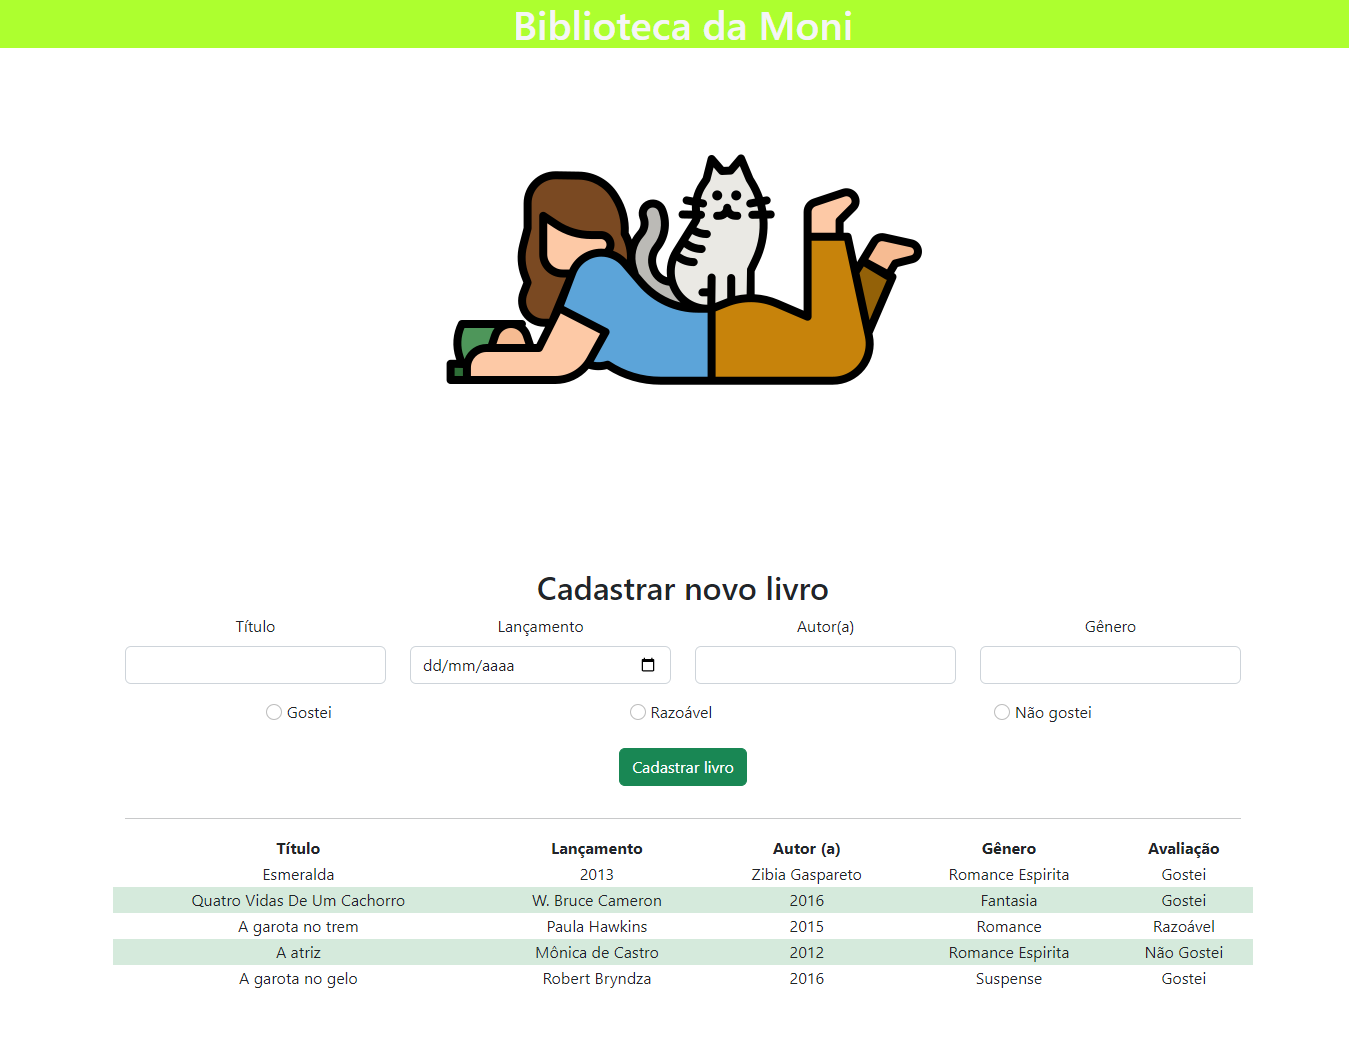 Biblioteca da Moni
Cadastrar novo livro
Título Lançamento Autor(a) Gênero
dd/mm/aaaa
Gostei Razoável Não gostei
Cadastrar livro
Título Lançamento Autor (a) Gênero Avaliação
Esmeralda 2013 Zibia Gaspareto Romance Espirita Gostei
Quatro Vidas De Um Cachorro W. Bruce Cameron 2016 Fantasia Gostei
A garota no trem Paula Hawkins 2015 Romance Razoável
A atriz Mônica de Castro 2012 Romance Espirita Não Gostei
A garota no gelo Robert Bryndza 2016 Suspense Gostei